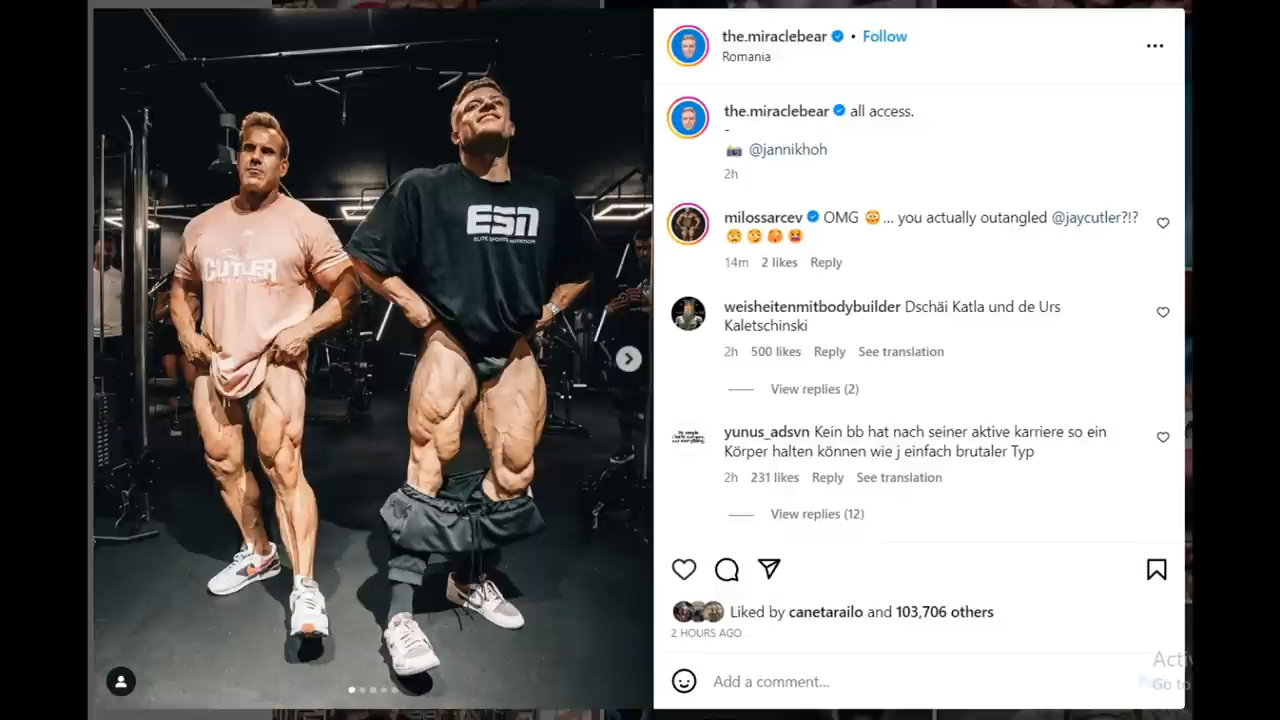 CUTLER
ESN
ELITE SPORTS NUTRITION
the.miraclebear • Follow
Romania
the.miraclebear all access.
-
📸 @jannikhoh
2h
milossarcev OMG 😳... you actually outangled @jaycutler?!?
14m 2 likes Reply
weisheitenmitbodybuilder Dschäi Katla und de Urs
Kaletschinski
2h 500 likes Reply See translation
View replies (2)
yunus_adsvn Kein bb hat nach seiner aktive karriere so ein
Körper halten können wie j einfach brutaler Typ
2h 231 likes Reply See translation
View replies (12)
Liked by canetarailo and 103,706 others
2 HOURS AGO
Add a comment...
Go to